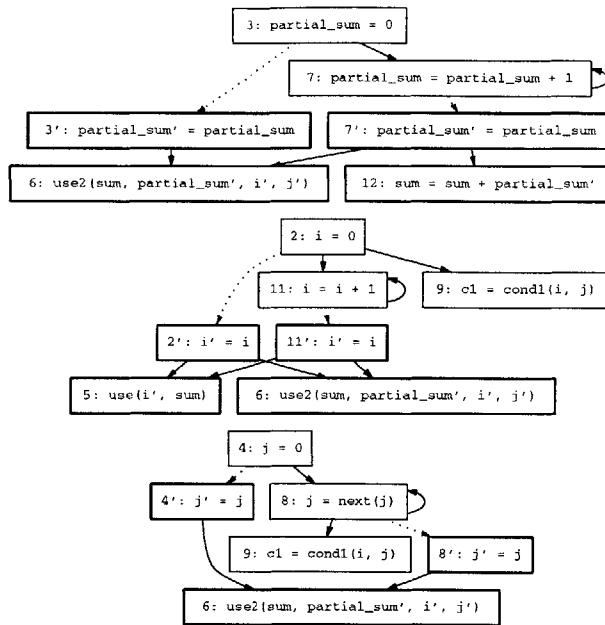 3: partial_sum = 0
7: partial_sum = partial_sum + 1
3': partial_sum' = partial_sum
7': partial_sum' = partial_sum
6: use2(sum, partial_sum', i', j')
12: sum = sum + partial_sum'
2: i = 0
11: i = i + 1
9: c1 = cond1(i, j)
2': i' = i
11': i' = i
5: use(i', sum)
6: use2(sum, partial_sum', i', j')
4: j = 0
4': j' = j
8: j = next(j)
9: c1 = cond1(i, j)
8': j' = j
6: use2(sum, partial_sum', i', j')